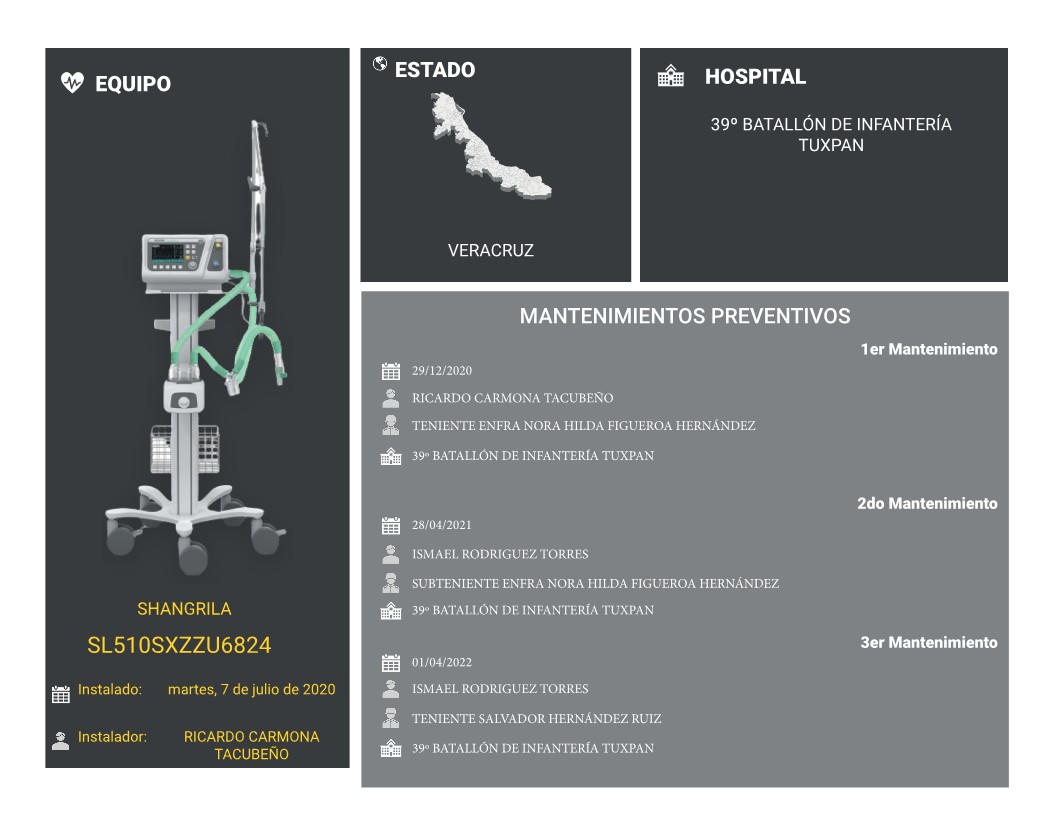 EQUIPO
SHANGRILA
SL510SXZZU6824
Instalado: martes, 7 de julio de 2020
Instalador: RICARDO CARMONA
TACUBEÑO
ESTADO
VERACRUZ
HOSPITAL
39º BATALLÓN DE INFANTERÍA
TUXPAN
MANTENIMIENTOS PREVENTIVOS
1er Mantenimiento
29/12/2020
RICARDO CARMONA TACUBEÑO
TENIENTE ENFRA NORA HILDA FIGUEROA HERNÁNDEZ
39º BATALLÓN DE INFANTERÍA TUXPAN
2do Mantenimiento
28/04/2021
ISMAEL RODRIGUEZ TORRES
SUBTENIENTE ENFRA NORA HILDA FIGUEROA HERNÁNDEZ
39º BATALLÓN DE INFANTERÍA TUXPAN
3er Mantenimiento
01/04/2022
ISMAEL RODRIGUEZ TORRES
TENIENTE SALVADOR HERNÁNDEZ RUIZ
39º BATALLÓN DE INFANTERÍA TUXPAN